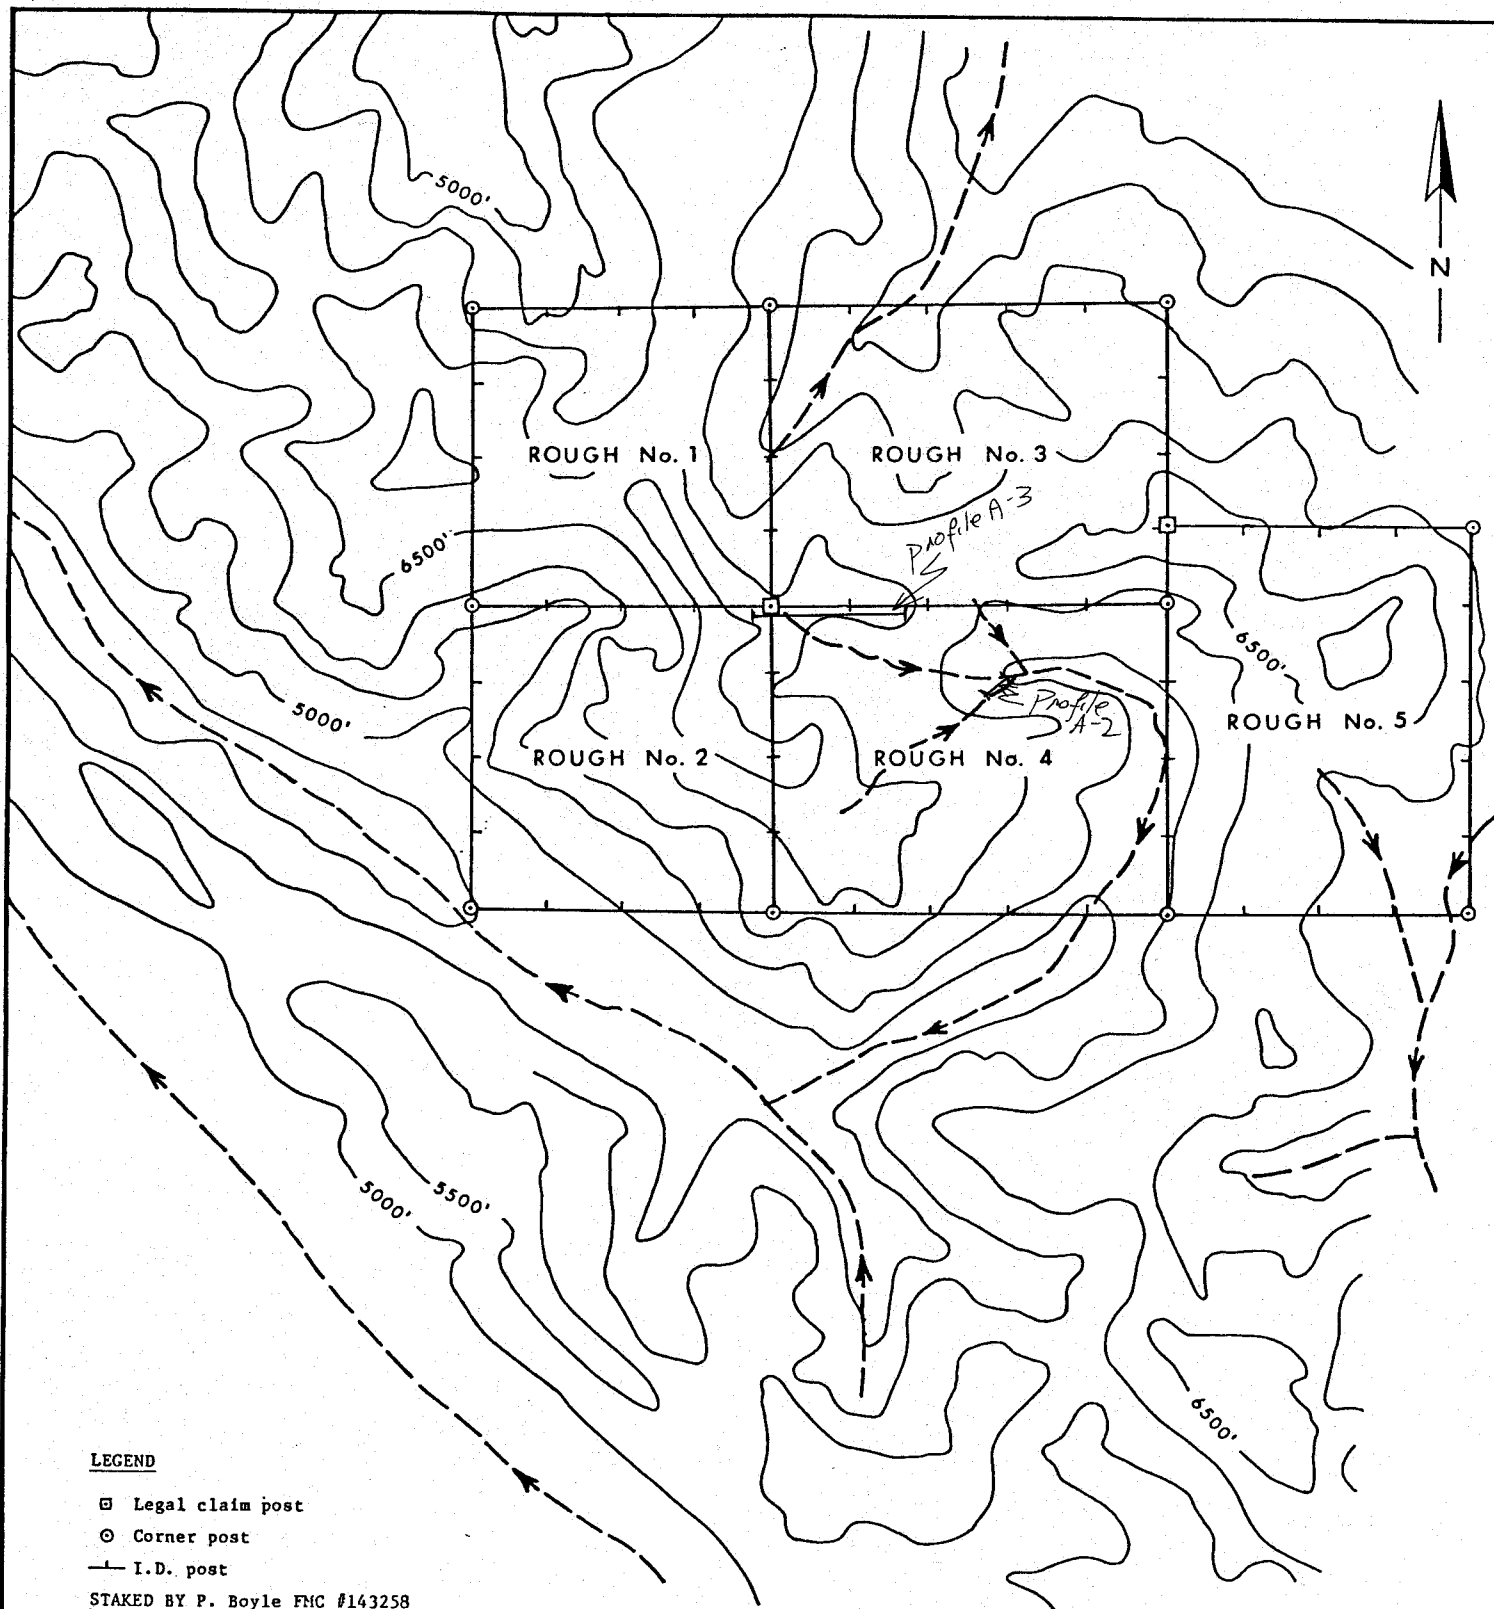 5000'
N
ROUGH No. 1
ROUGH No. 3
profile A-3
6500'
6500'
5000'
Profile
A-2
ROUGH No. 5
ROUGH No. 2
ROUGH No. 4
5000'
5500'
6500'
LEGEND
Legal claim post
Corner post
I.D. post
STAKED BY P. Boyle FMC #143258